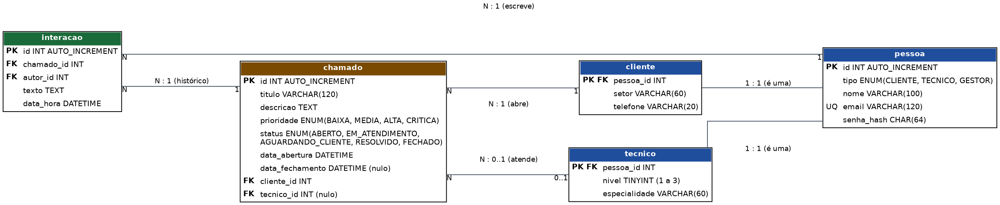 N : 1 (escreve)
interacao
PK id INT AUTO_INCREMENT
FK chamado_id INT
FK autor_id INT
texto TEXT
data_hora DATETIME
N
1
N : 1 (histórico)
N
1
chamado
PK id INT AUTO_INCREMENT
titulo VARCHAR(120)
descricao TEXT
prioridade ENUM(BAIXA, MEDIA, ALTA, CRITICA)
status ENUM(ABERTO, EM_ATENDIMENTO,
AGUARDANDO_CLIENTE, RESOLVIDO, FECHADO)
data_abertura DATETIME
data_fechamento DATETIME (nulo)
FK cliente_id INT
FK tecnico_id INT (nulo)
N
1
N : 1 (abre)
N : 0..1 (atende)
N
0..1
cliente
PK FK pessoa_id INT
setor VARCHAR(60)
telefone VARCHAR(20)
tecnico
PK FK pessoa_id INT
nivel TINYINT (1 a 3)
especialidade VARCHAR(60)
1 : 1 (é uma)
1 : 1 (é uma)
pessoa
PK id INT AUTO_INCREMENT
tipo ENUM(CLIENTE, TECNICO, GESTOR)
nome VARCHAR(100)
UQ email VARCHAR(120)
senha_hash CHAR(64)